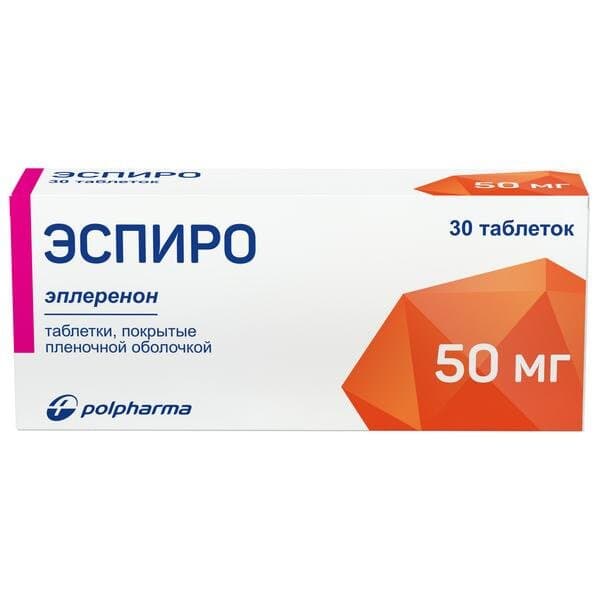 ЭСПИРО
30 таблеток
50 мг
ЭСПИРО
30 таблеток
эплеренон
таблетки, покрытые
пленочной оболочкой
50 мг
polpharma